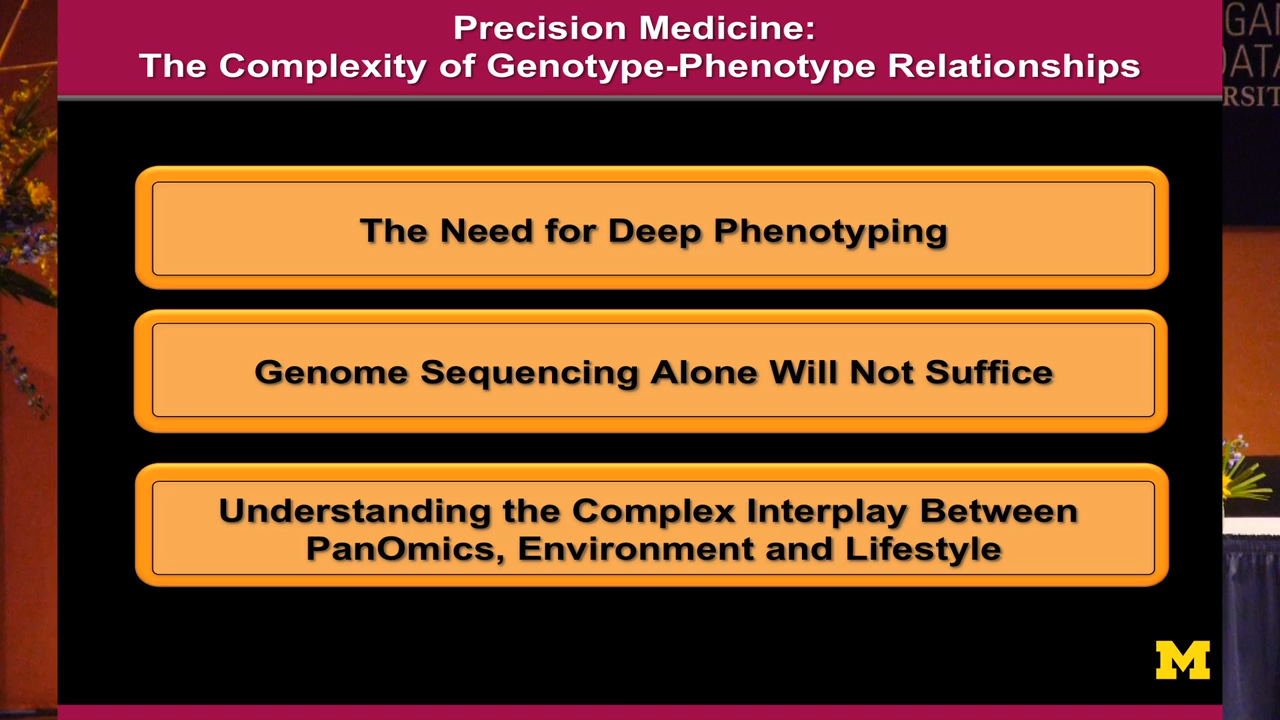 Precision Medicine:
The Complexity of Genotype-Phenotype Relationships
The Need for Deep Phenotyping
Genome Sequencing Alone Will Not Suffice
Understanding the Complex Interplay Between
PanOmics, Environment and Lifestyle
M